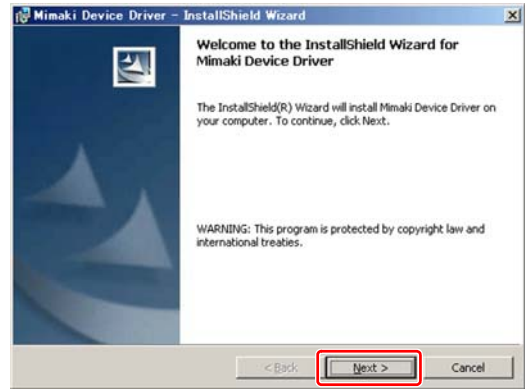 Mimaki Device Driver - InstallShield Wizard
Welcome to the InstallShield Wizard for
Mimaki Device Driver
The InstallShield(R) Wizard will install Mimaki Device Driver on
your computer. To continue, click Next.
WARNING: This program is protected by copyright law and
international treaties.
< Back
Next >
Cancel